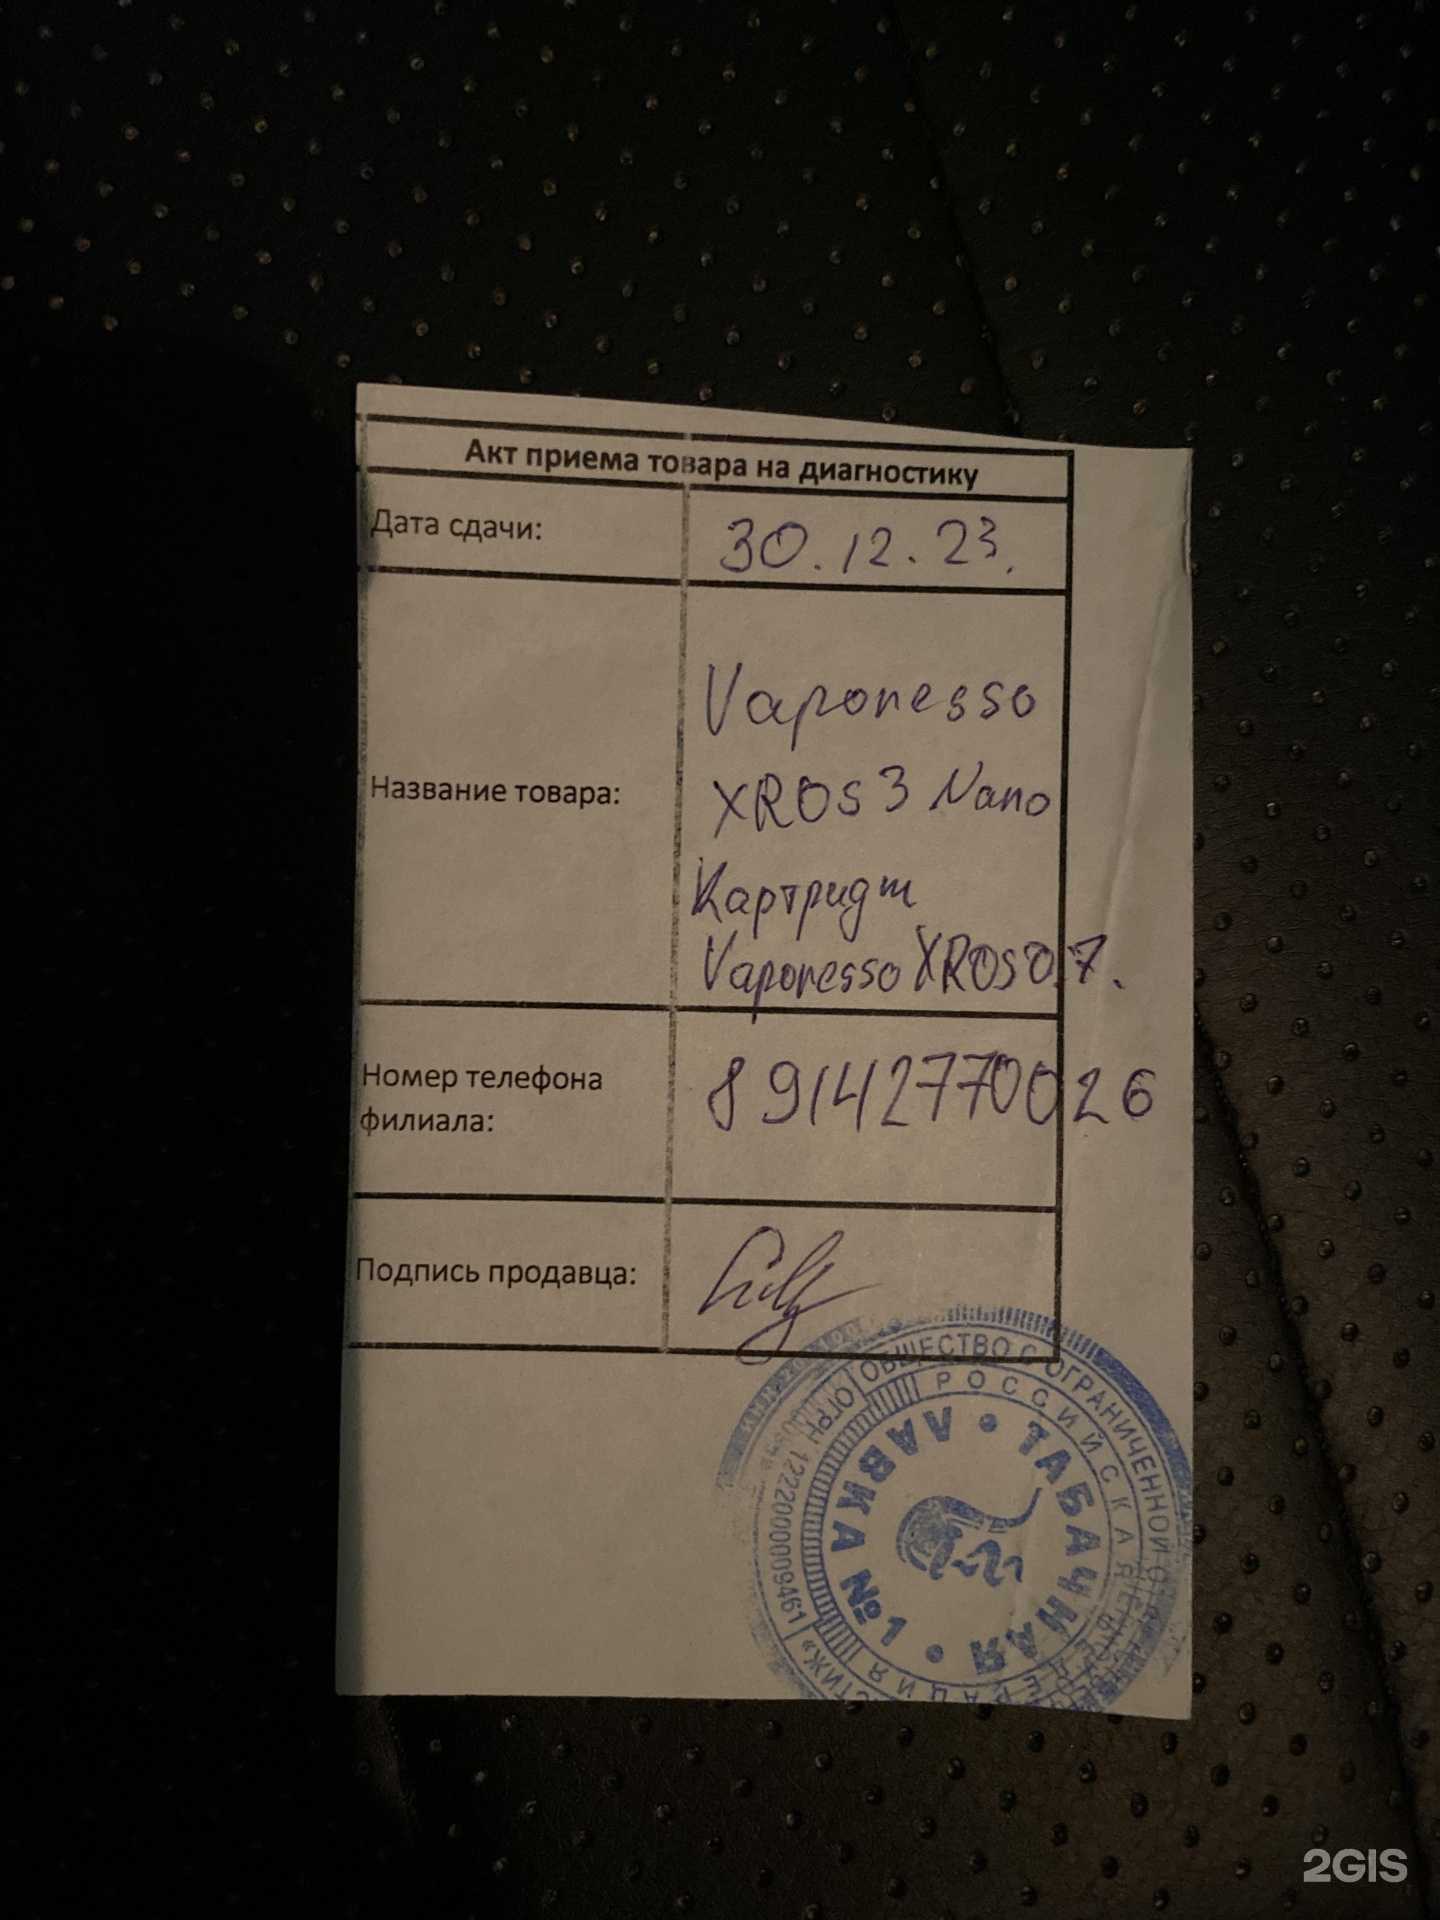 Акт приема товара на диагностику
Дата сдачи: 30.12.23.
Название товара:
Vaporesso
XROS 3 Nano
Картридж
Vaporesso XROS 0.7.
Номер телефона
филиала:
89142770026
Подпись продавца:
ОБЩЕСТВО С ОГРАНИЧЕННОЙ
РОССИЙСКАЯ ФЕДЕРАЦИЯ
ОГРН 1222000009461
ТАБАЧНАЯ
ЛАВКА №1
2GIS